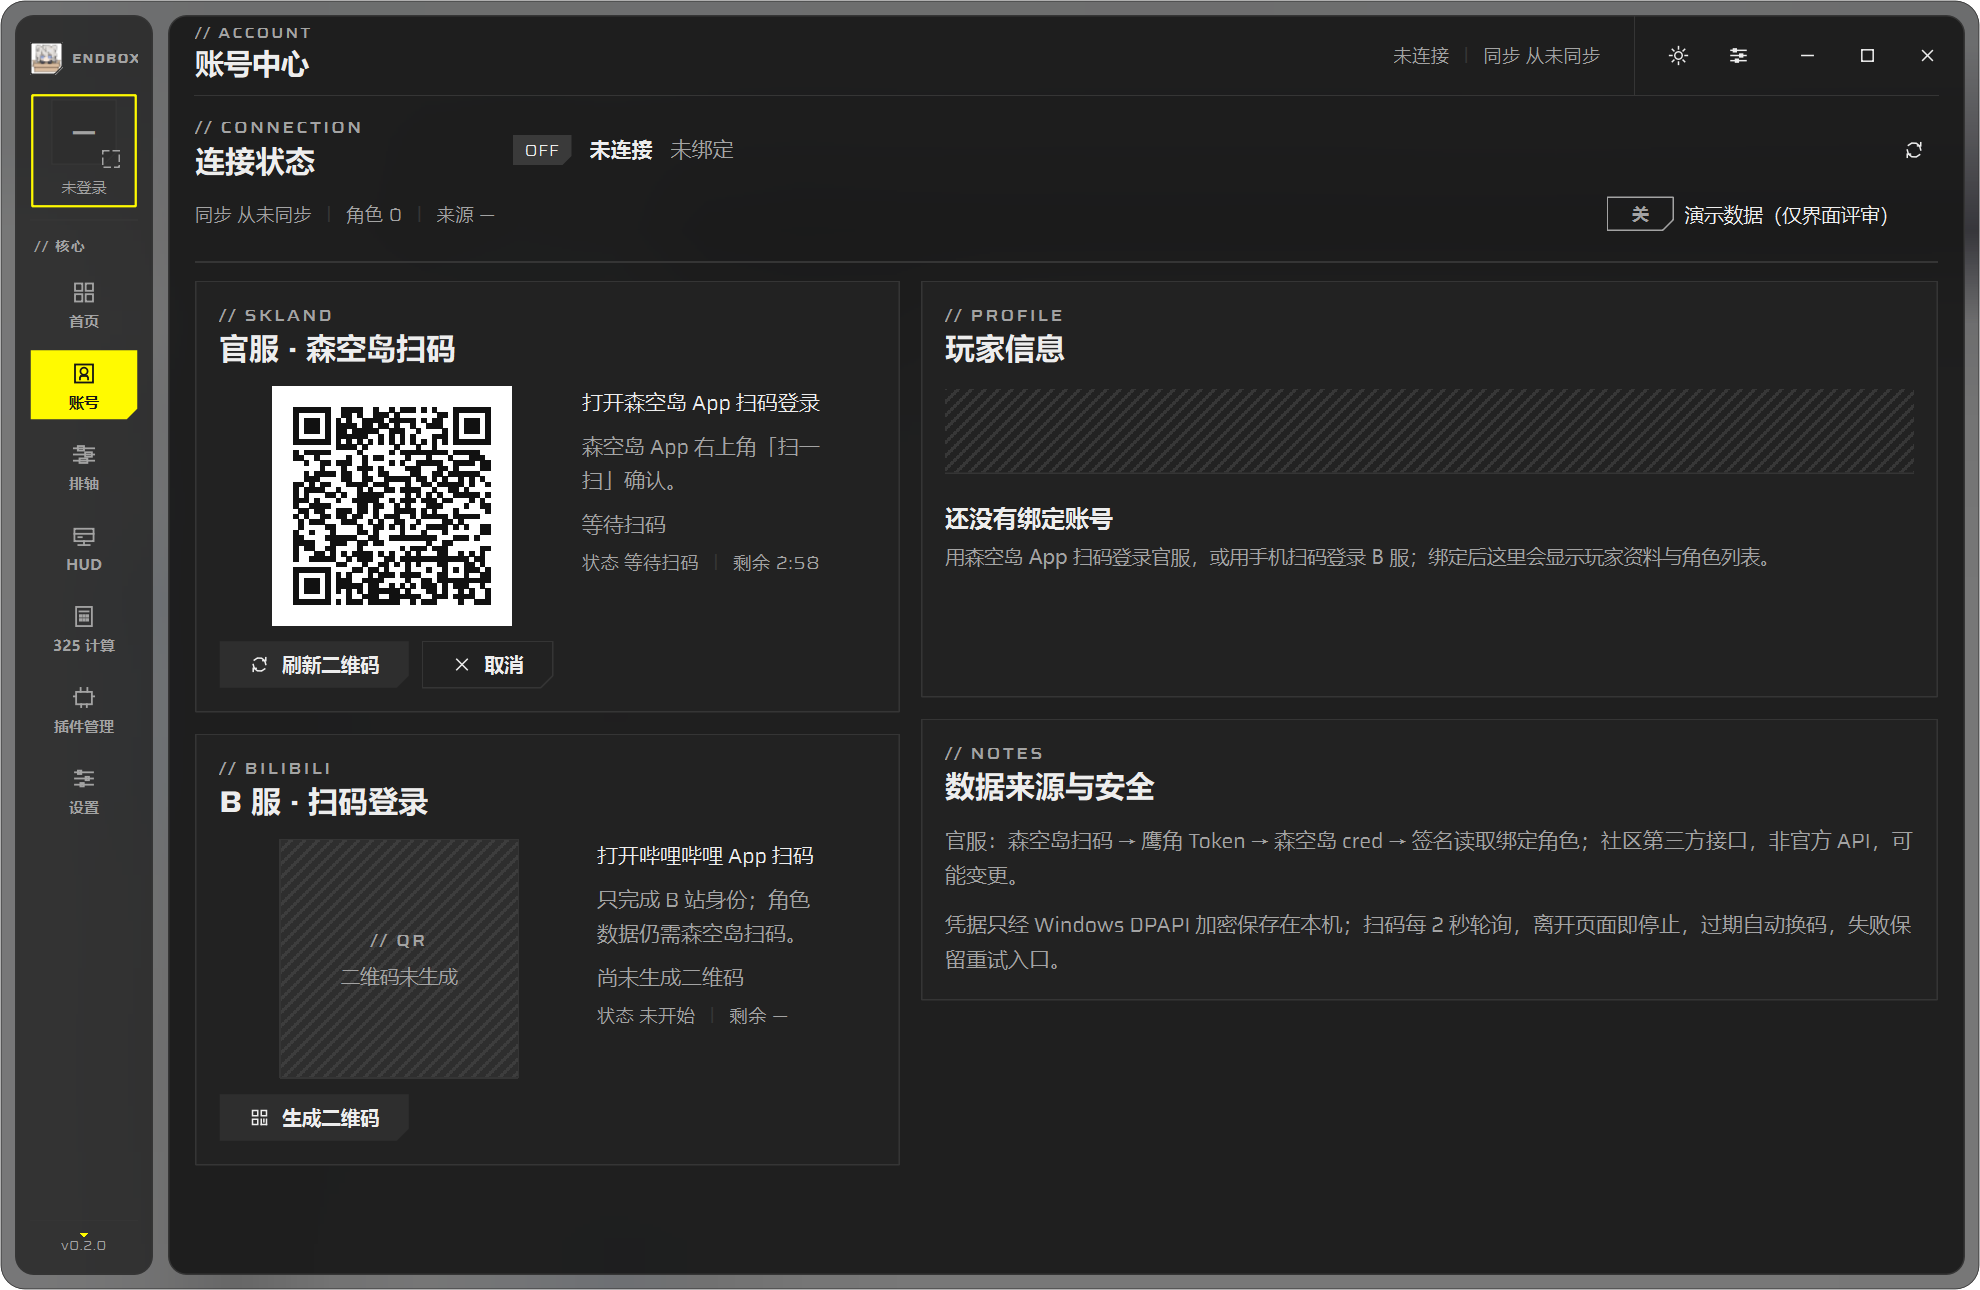 ENDBOX
未登录
// 核心
首页
账号
排轴
HUD
325 计算
插件管理
设置
v0.2.0
// ACCOUNT
账号中心
未连接
同步 从未同步
// CONNECTION
连接状态
OFF
未连接
未绑定
同步 从未同步
角色 0
来源 —
关
演示数据（仅界面评审）
// SKLAND
官服 · 森空岛扫码
打开森空岛 App 扫码登录
森空岛 App 右上角「扫一
扫」确认。
等待扫码
状态 等待扫码
剩余 2:58
刷新二维码
取消
// BILIBILI
B 服 · 扫码登录
// QR
二维码未生成
打开哔哩哔哩 App 扫码
只完成 B 站身份；角色
数据仍需森空岛扫码。
尚未生成二维码
状态 未开始
剩余 —
生成二维码
// PROFILE
玩家信息
还没有绑定账号
用森空岛 App 扫码登录官服，或用手机扫码登录 B 服；绑定后这里会显示玩家资料与角色列表。
// NOTES
数据来源与安全
官服：森空岛扫码 → 鹰角 Token → 森空岛 cred → 签名读取绑定角色；社区第三方接口，非官方 API，可
能变更。
凭据只经 Windows DPAPI 加密保存在本机；扫码每 2 秒轮询，离开页面即停止，过期自动换码，失败保
留重试入口。